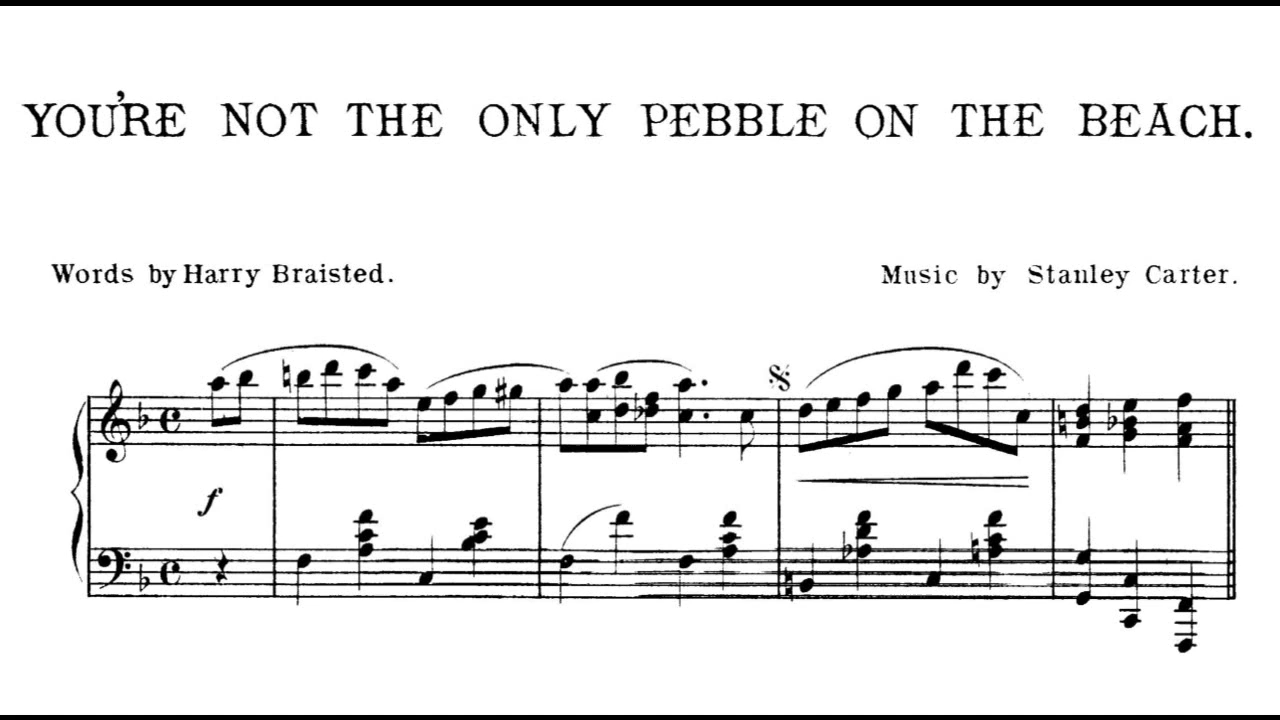 YOU'RE NOT THE ONLY PEBBLE ON THE BEACH.
Words by Harry Braisted.
Music by Stanley Carter.
f